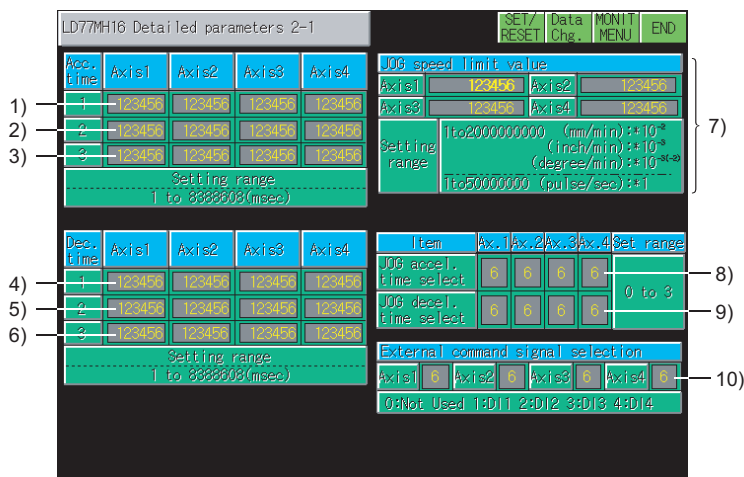 LD77MH16 Detailed parameters 2-1
SET/ RESET
Data Chg.
MONIT MENU
END
Acc. time Axis1 Axis2 Axis3 Axis4
1) 1 123456 123456 123456 123456
2) 2 123456 123456 123456 123456
3) 3 123456 123456 123456 123456
Setting range
1 to 8388608(msec)
JOG speed limit value
Axis1 123456 Axis2 123456
Axis3 123456 Axis4 123456
7)
Setting range
1to2000000000 (mm/min):*10⁻²
(inch/min):*10⁻³
(degree/min):*10⁻³⁽⁻²⁾
1to50000000 (pulse/sec):*1
Dec. time Axis1 Axis2 Axis3 Axis4
4) 1 123456 123456 123456 123456
5) 2 123456 123456 123456 123456
6) 3 123456 123456 123456 123456
Setting range
1 to 8388608(msec)
Item Ax.1 Ax.2 Ax.3 Ax.4 Set range
JOG accel. time select 6 6 6 6 8)
0 to 3
JOG decel. time select 6 6 6 6 9)
External command signal selection
Axis1 6 Axis2 6 Axis3 6 Axis4 6 10)
0:Not Used 1:DI1 2:DI2 3:DI3 4:DI4